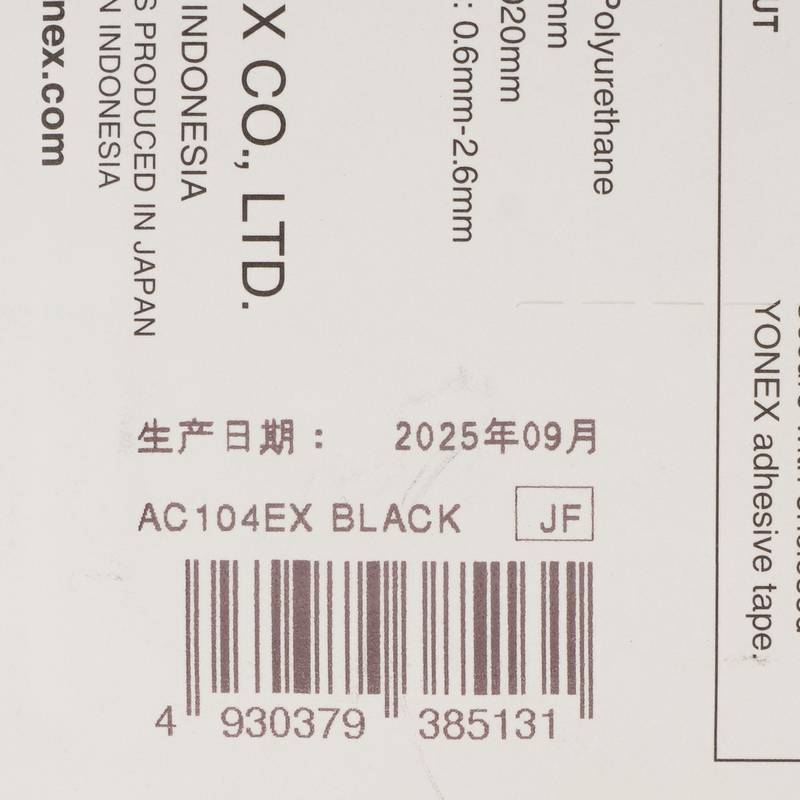 UT
YONEX adhesive tape.
Polyurethane
mm
020mm
: 0.6mm-2.6mm
X CO., LTD.
INDONESIA
S PRODUCED IN JAPAN
N INDONESIA
nex.com
生产日期： 2025年09月
AC104EX BLACK JF
4 930379 385131